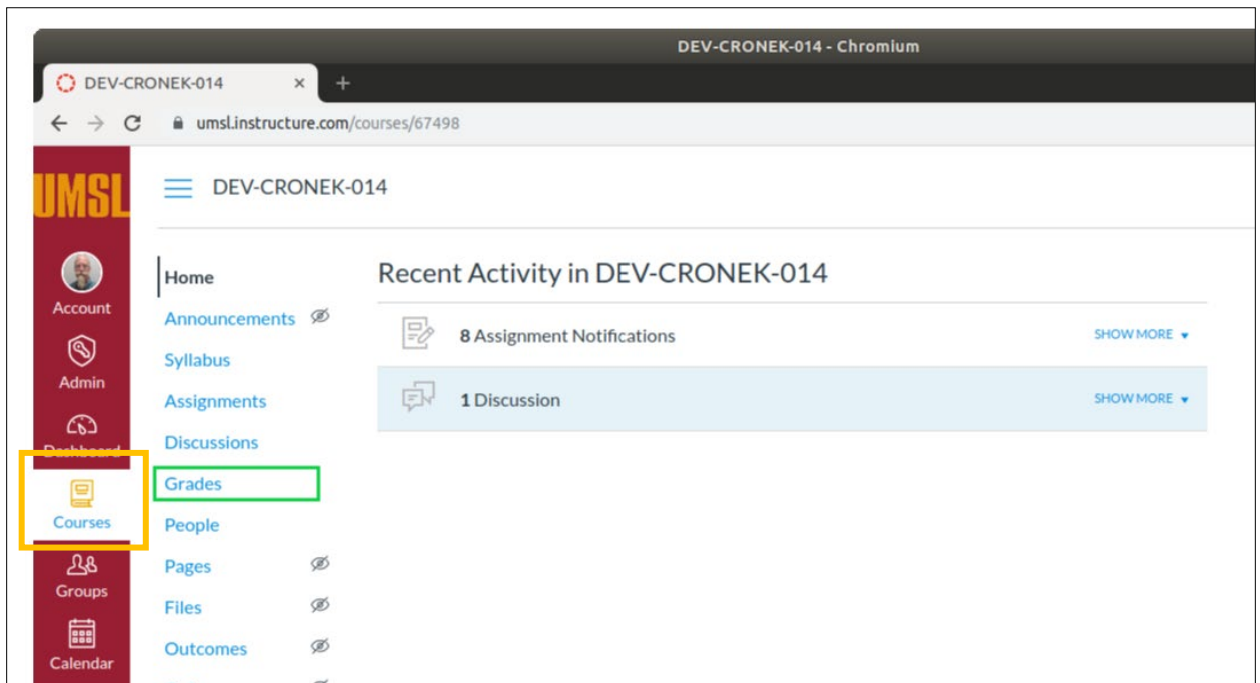 DEV-CRONEK-014 - Chromium
DEV-CRONEK-014
umsl.instructure.com/courses/67498
UMSL
DEV-CRONEK-014
Account
Admin
Dashboard
Courses
Groups
Calendar
Home
Announcements
Syllabus
Assignments
Discussions
Grades
People
Pages
Files
Outcomes
Recent Activity in DEV-CRONEK-014
8 Assignment Notifications SHOW MORE
1 Discussion SHOW MORE